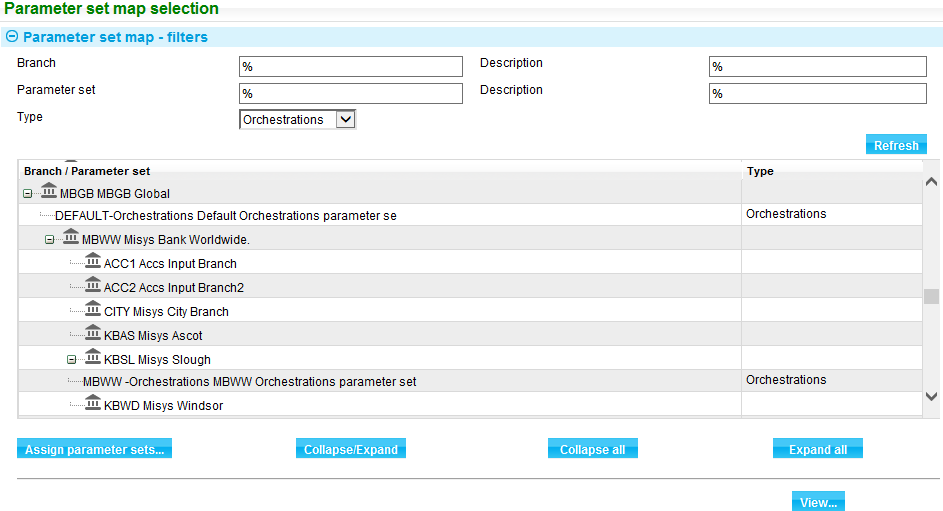 Parameter set map selection
Parameter set map - filters
Branch % Description %
Parameter set % Description %
Type Orchestrations
Refresh
Branch / Parameter set Type
MBGB MBGB Global
DEFAULT-Orchestrations Default Orchestrations parameter se Orchestrations
MBWW Misys Bank Worldwide.
ACC1 Accs Input Branch
ACC2 Accs Input Branch2
CITY Misys City Branch
KBAS Misys Ascot
KBSL Misys Slough
MBWW -Orchestrations MBWW Orchestrations parameter set Orchestrations
KBWD Misys Windsor
Assign parameter sets... Collapse/Expand Collapse all Expand all
View...